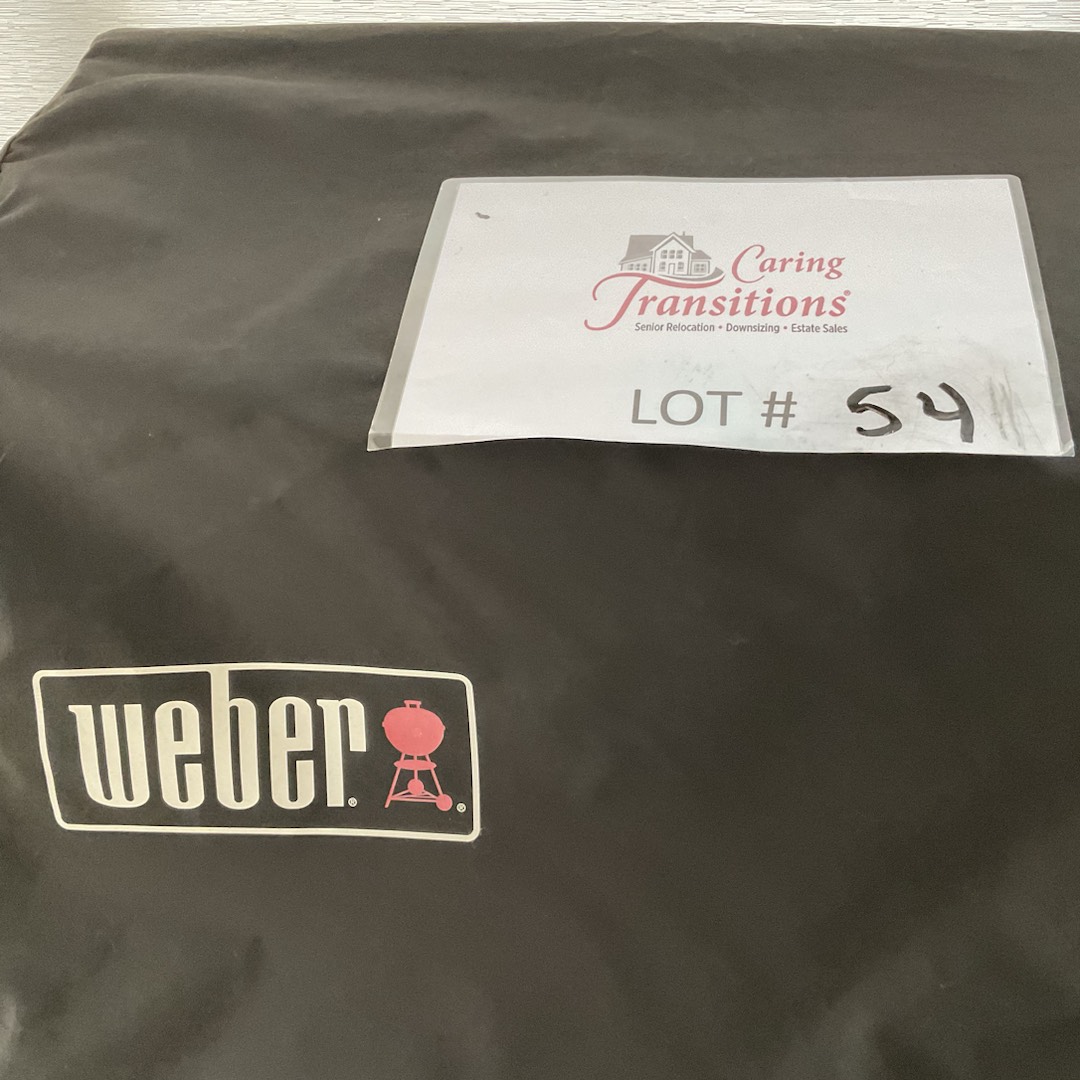 Caring
Transitions®
Senior Relocation • Downsizing • Estate Sales
LOT # 54
weber®